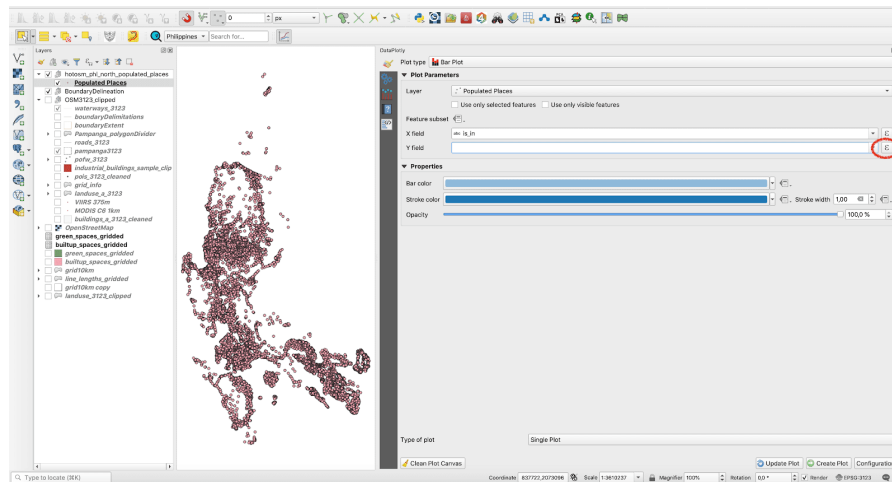 0
px
Philippines
Search for...
Layers
hotosm_phl_north_populated_places
Populated Places
BoundaryDelineation
OSM3123_clipped
waterways_3123
boundaryDelimitations
boundaryExtent
Pampanga_polygonDivider
roads_3123
pampanga3123
pofw_3123
industrial_buildings_sample_clip
pois_3123_cleaned
grid_info
landuse_a_3123
VIIRS 375m
MODIS C6 1km
buildings_a_3123_cleaned
OpenStreetMap
green_spaces_gridded
builtup_spaces_gridded
green_spaces_gridded
builtup_spaces_gridded
grid10km
line_lengths_gridded
grid10km copy
landuse_3123_clipped
DataPlotly
Plot type Bar Plot
Plot Parameters
Layer Populated Places
Use only selected features Use only visible features
Feature subset
X field abc is_in ε
Y field ε
Properties
Bar color
Stroke color Stroke width 1,00
Opacity 100,0 %
Type of plot Single Plot
Clean Plot Canvas Update Plot Create Plot Configuratio
Type to locate (⌘K) Coordinate 837722,2073096 Scale 1:3610237 Magnifier 100% Rotation 0,0 ° Render EPSG:3123